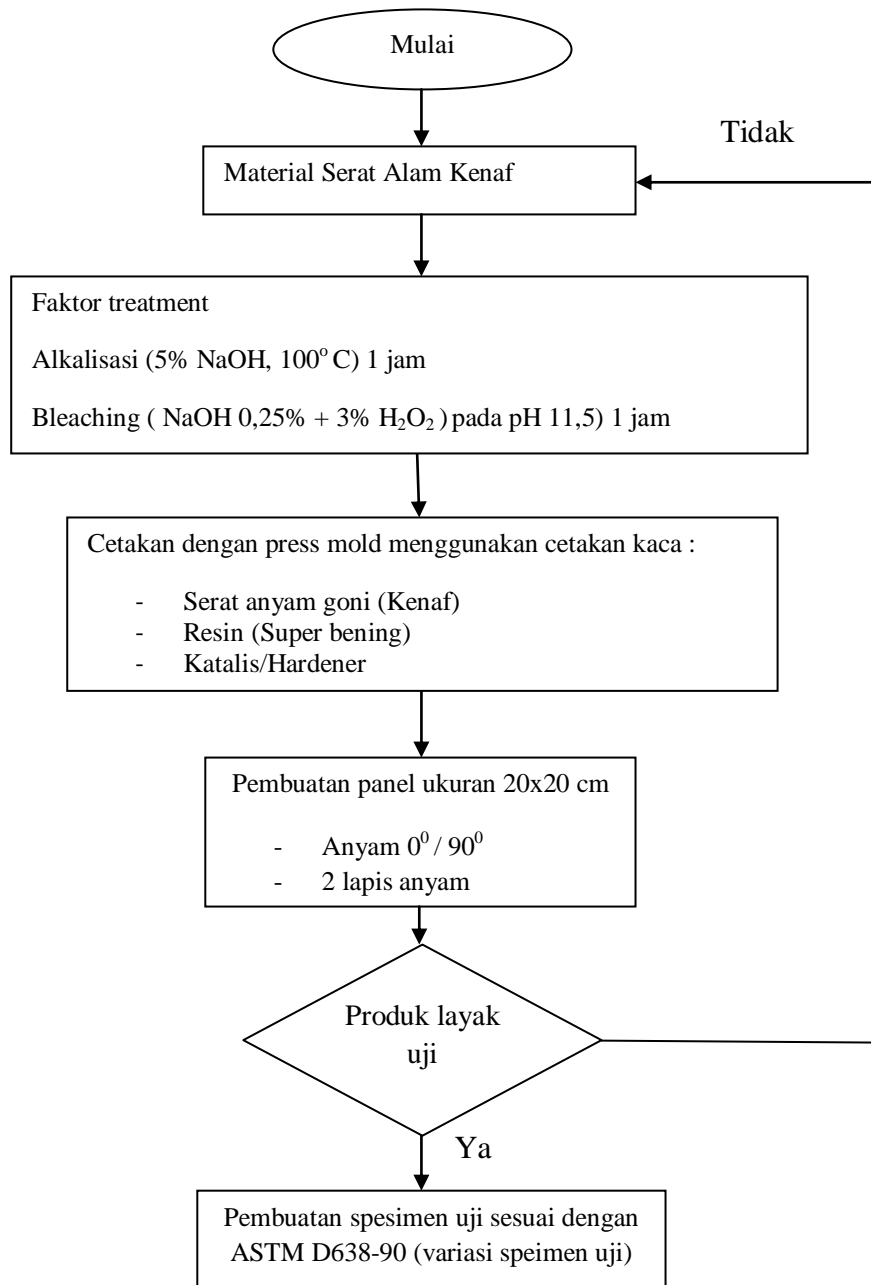 Mulai
Tidak
Material Serat Alam Kenaf
Faktor treatment
Alkalisasi (5% NaOH, 100° C) 1 jam
Bleaching ( NaOH 0,25% + 3% H₂O₂ ) pada pH 11,5) 1 jam
Cetakan dengan press mold menggunakan cetakan kaca :
- Serat anyam goni (Kenaf)
- Resin (Super bening)
- Katalis/Hardener
Pembuatan panel ukuran 20x20 cm
- Anyam 0⁰ / 90⁰
- 2 lapis anyam
Produk layak
uji
Ya
Pembuatan spesimen uji sesuai dengan
ASTM D638-90 (variasi speimen uji)